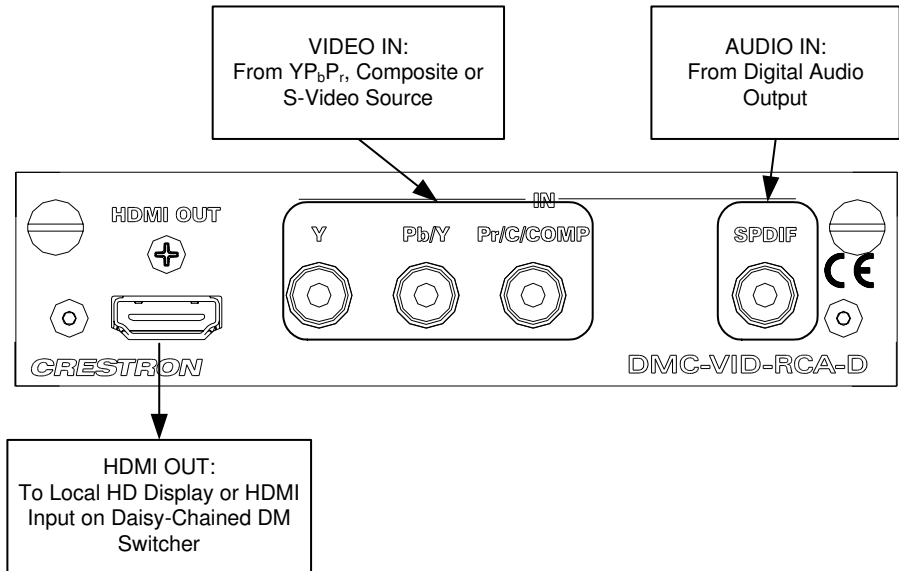 VIDEO IN:
From YPbPr, Composite or
S-Video Source
AUDIO IN:
From Digital Audio
Output
HDMI OUT
IN
Y
Pb/Y
Pr/C/COMP
SPDIF
CE
CRESTRON
DMC-VID-RCA-D
HDMI OUT:
To Local HD Display or HDMI
Input on Daisy-Chained DM
Switcher